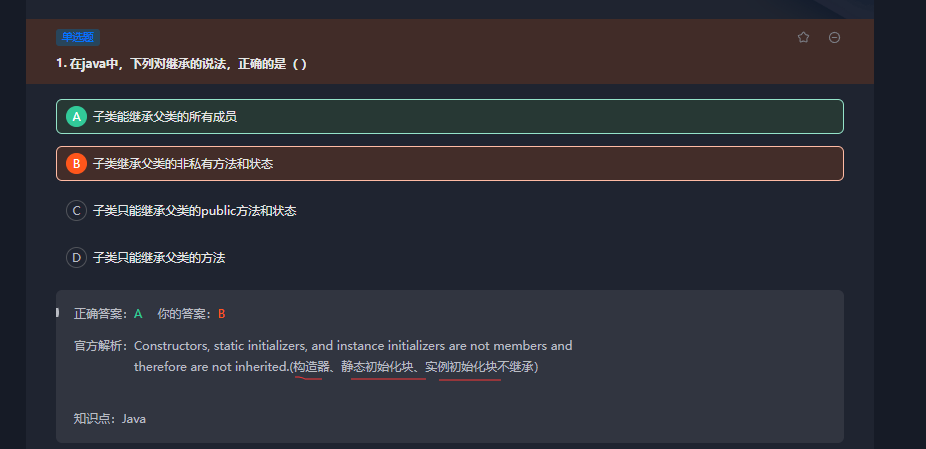 单选题
1. 在java中，下列对继承的说法，正确的是（ ）
A 子类能继承父类的所有成员
B 子类继承父类的非私有方法和状态
C 子类只能继承父类的public方法和状态
D 子类只能继承父类的方法
正确答案：A 你的答案：B
官方解析：Constructors, static initializers, and instance initializers are not members and
therefore are not inherited.(构造器、静态初始化块、实例初始化块不继承)
知识点：Java